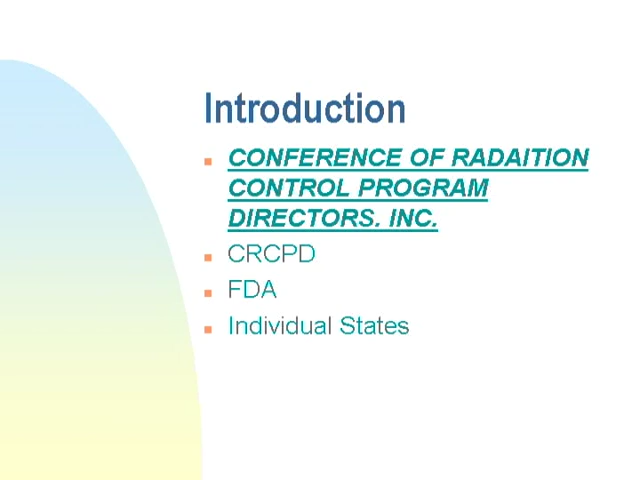 Introduction
CONFERENCE OF RADAITION
CONTROL PROGRAM
DIRECTORS. INC.
CRCPD
FDA
Individual States